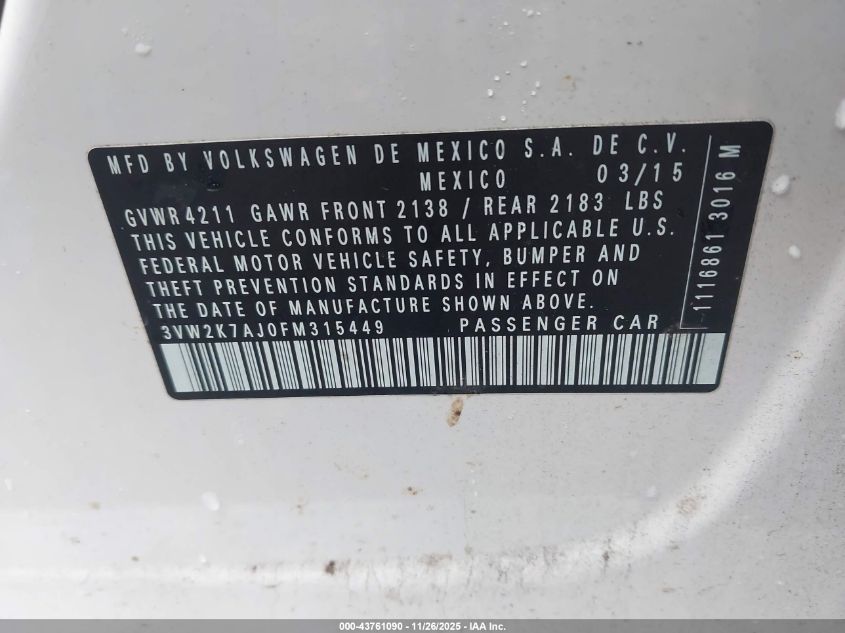 MFD BY VOLKSWAGEN DE MEXICO S.A. DE C.V.
MEXICO 03/15
GVWR 4211 GAWR FRONT 2138 / REAR 2183 LBS
THIS VEHICLE CONFORMS TO ALL APPLICABLE U.S.
FEDERAL MOTOR VEHICLE SAFETY, BUMPER AND
THEFT PREVENTION STANDARDS IN EFFECT ON
THE DATE OF MANUFACTURE SHOWN ABOVE.
3VW2K7AJ0FM315449 PASSENGER CAR
1116861 3016 M
000-43761090 - 11/26/2025 - IAA Inc.